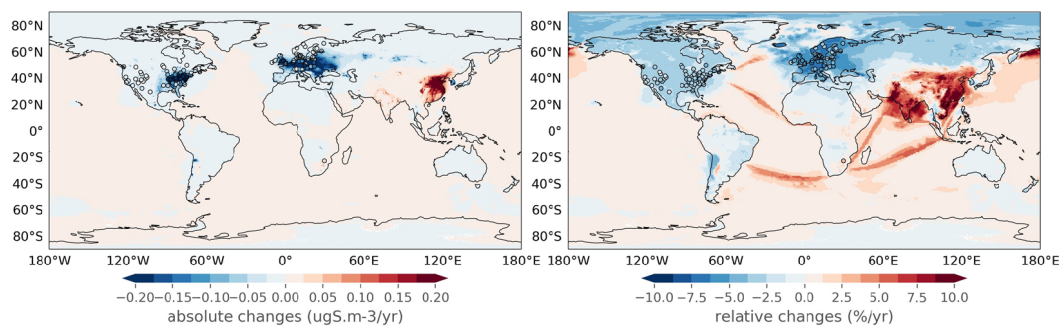 80°N
60°N
40°N
20°N
0°
20°S
40°S
60°S
80°S
180°W 120°W 60°W 0° 60°E 120°E 180°E
−0.20 −0.15 −0.10 −0.05 0.00 0.05 0.10 0.15 0.20
absolute changes (ugS.m-3/yr)
80°N
60°N
40°N
20°N
0°
20°S
40°S
60°S
80°S
180°W 120°W 60°W 0° 60°E 120°E 180°E
−10.0 −7.5 −5.0 −2.5 0.0 2.5 5.0 7.5 10.0
relative changes (%/yr)